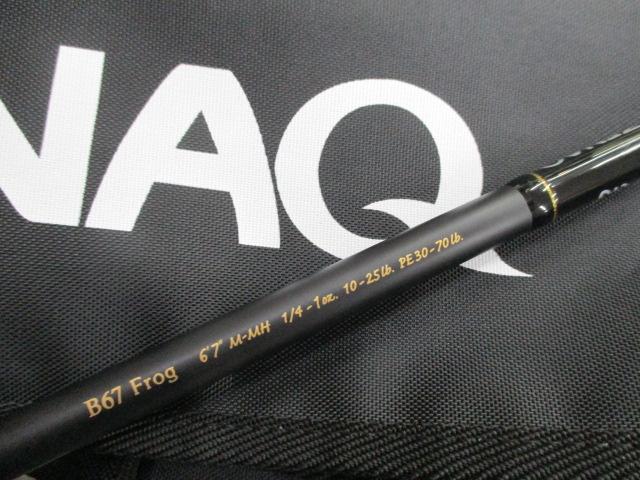 NAQ
B67 Frog 6'7" M-MH 1/4-1oz. 10-25lb. PE30-70lb.